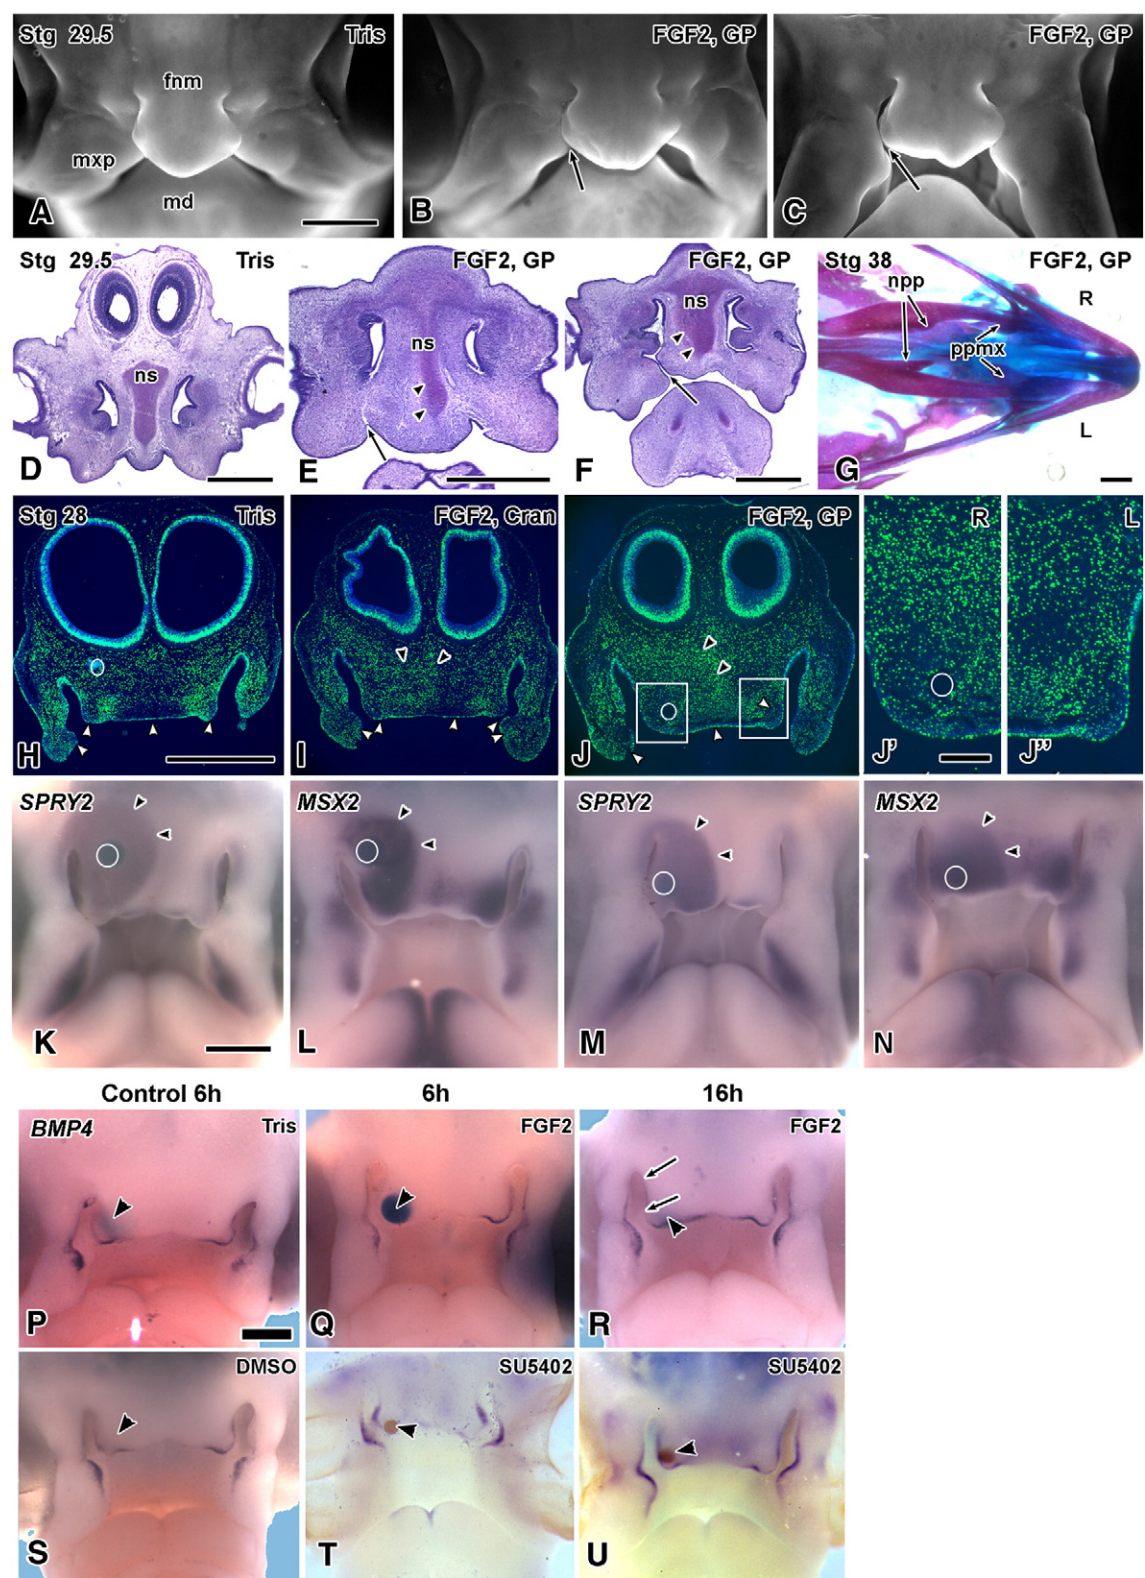 Stg 29.5 Tris
fnm
mxp
md
A
FGF2, GP
B
FGF2, GP
C
Stg 29.5 Tris
ns
D
FGF2, GP
ns
E
FGF2, GP
ns
F
Stg 38 FGF2, GP
npp
R
ppmx
L
G
Stg 28 Tris
H
FGF2, Cran
I
FGF2, GP
J
R
J'
L
J''
SPRY2
K
MSX2
L
SPRY2
M
MSX2
N
Control 6h 6h 16h
BMP4 Tris
P
FGF2
Q
FGF2
R
DMSO
S
SU5402
T
SU5402
U